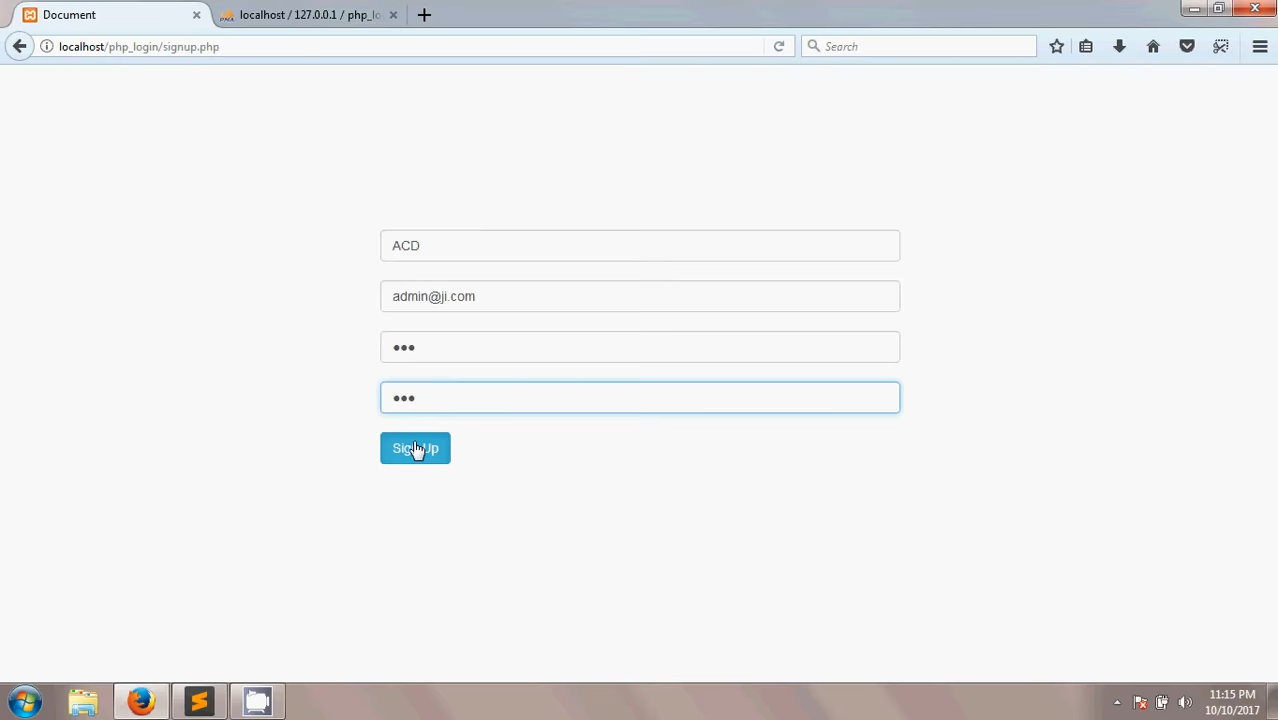 Document
localhost / 127.0.0.1 / php_lo
localhost/php_login/signup.php
Search
ACD
admin@ji.com
●●●
●●●
Sign Up
11:15 PM
10/10/2017